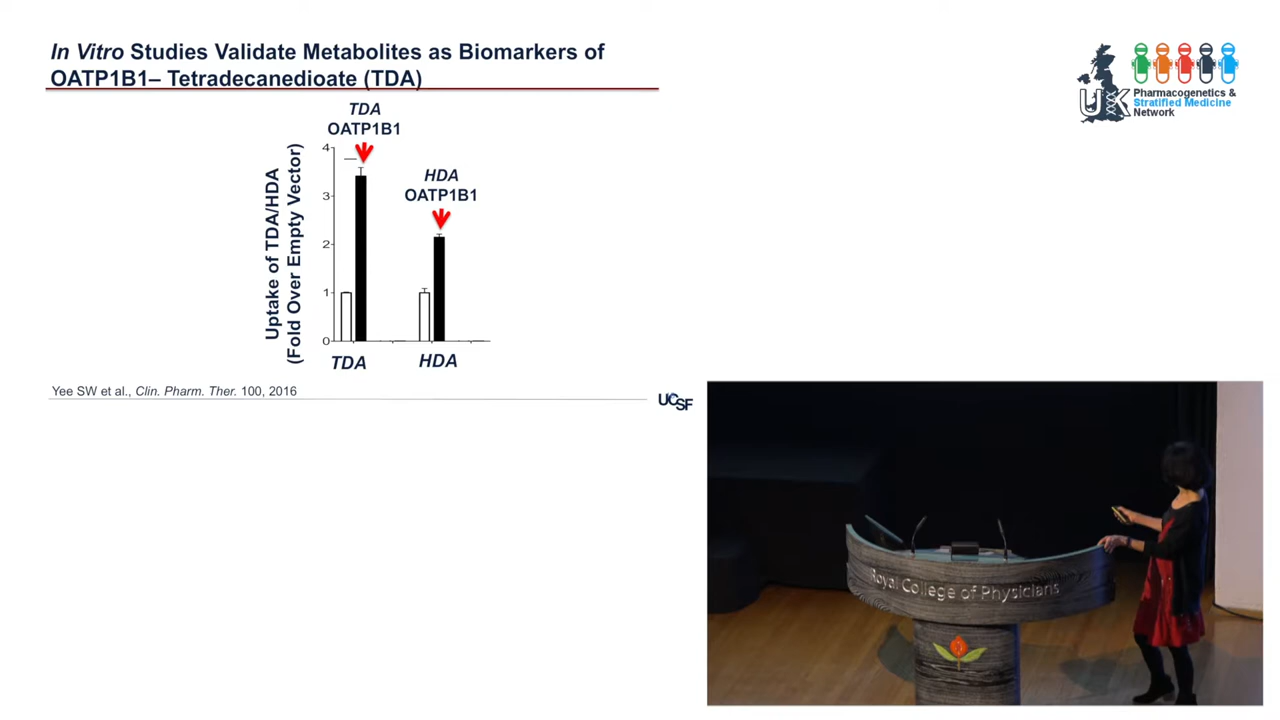 In Vitro Studies Validate Metabolites as Biomarkers of
OATP1B1– Tetradecanedioate (TDA)
UK
Pharmacogenetics &
Stratified Medicine
Network
TDA
OATP1B1
HDA
OATP1B1
Uptake of TDA/HDA
(Fold Over Empty Vector)
4
3
2
1
0
TDA
HDA
Yee SW et al., Clin. Pharm. Ther. 100, 2016
UCSF
Royal College of Physicians